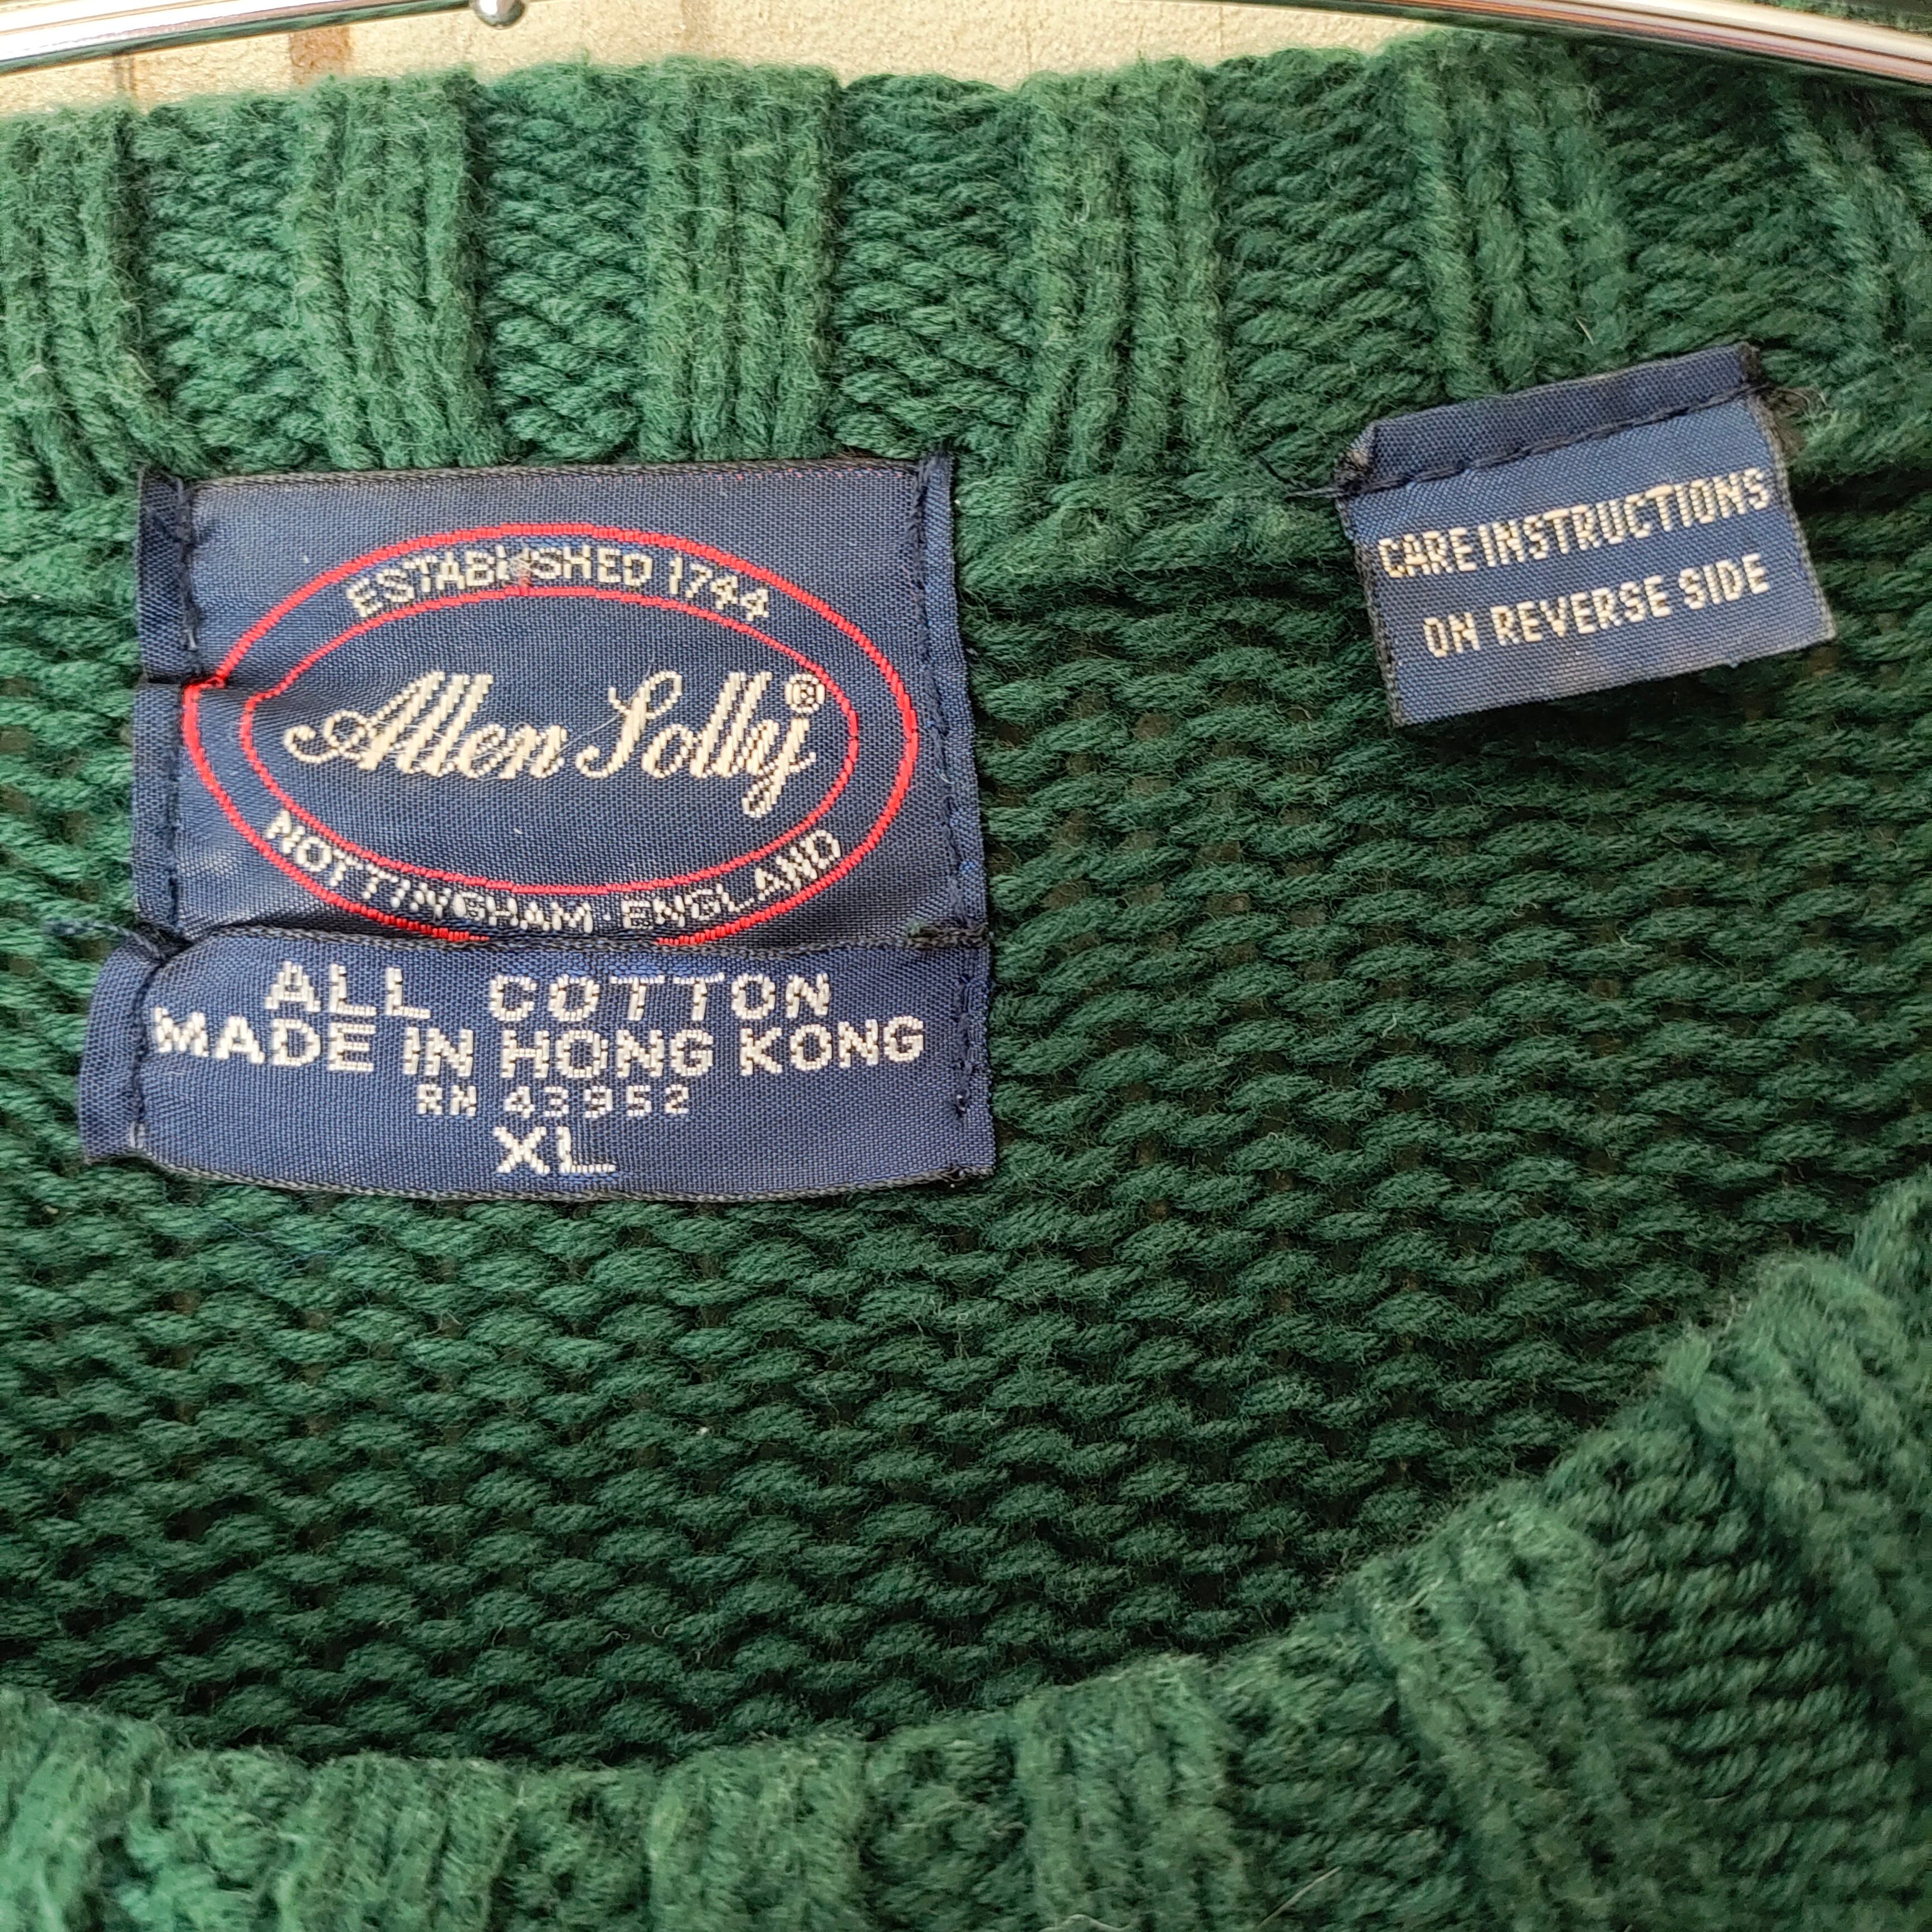 ESTABLISHED 1744
Allen Solly®
NOTTINGHAM · ENGLAND
ALL COTTON
MADE IN HONG KONG
RN 43952
XL
CARE INSTRUCTIONS
ON REVERSE SIDE